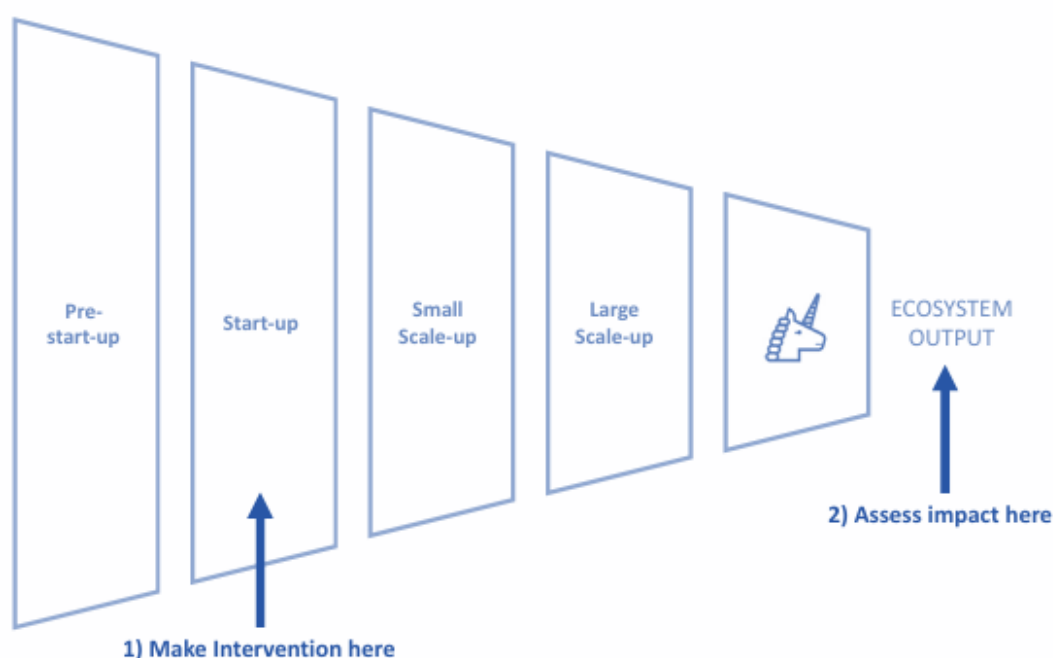 Pre-
start-up
Start-up
Small
Scale-up
Large
Scale-up
ECOSYSTEM
OUTPUT
2) Assess impact here
1) Make Intervention here